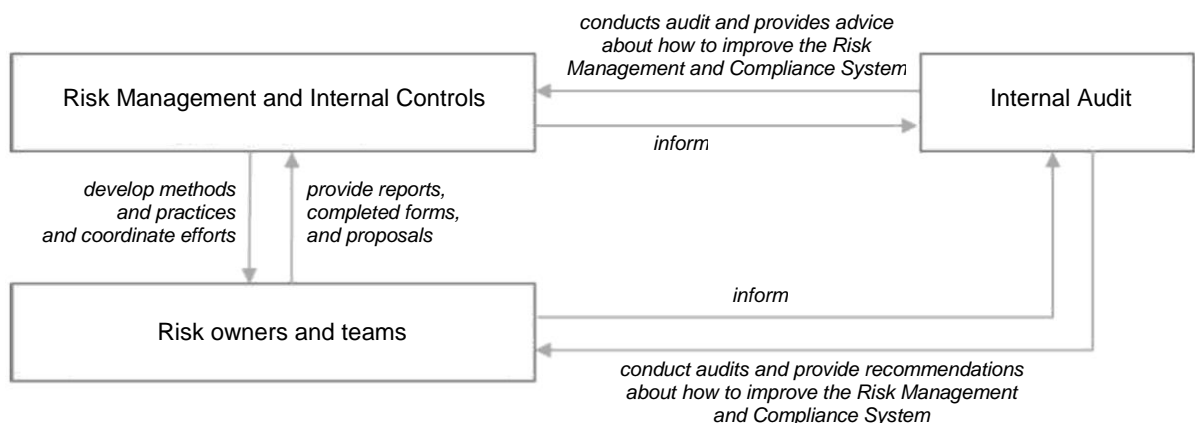 conducts audit and provides advice
about how to improve the Risk
Management and Compliance System
Risk Management and Internal Controls
Internal Audit
inform
develop methods
and practices
and coordinate efforts
provide reports,
completed forms,
and proposals
inform
Risk owners and teams
conduct audits and provide recommendations
about how to improve the Risk Management
and Compliance System